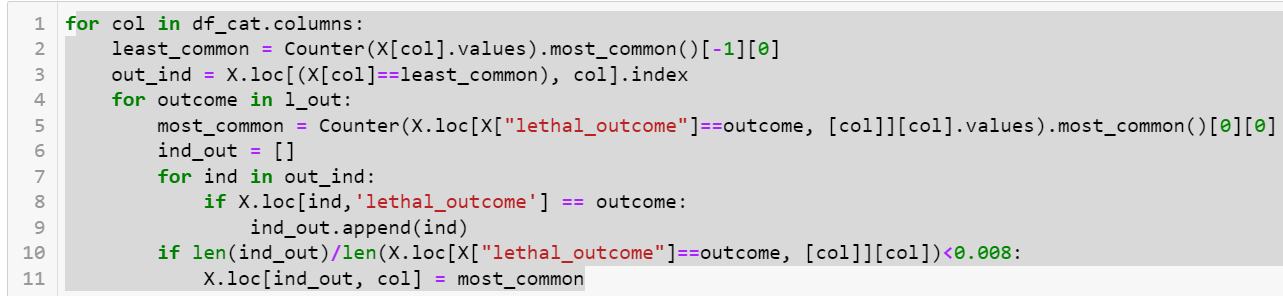 1 for col in df_cat.columns:
2     least_common = Counter(X[col].values).most_common()[-1][0]
3     out_ind = X.loc[(X[col]==least_common), col].index
4     for outcome in l_out:
5         most_common = Counter(X.loc[X["lethal_outcome"]==outcome, [col]][col].values).most_common()[0][0]
6         ind_out = []
7         for ind in out_ind:
8             if X.loc[ind,'lethal_outcome'] == outcome:
9                 ind_out.append(ind)
10         if len(ind_out)/len(X.loc[X["lethal_outcome"]==outcome, [col]][col])<0.008:
11             X.loc[ind_out, col] = most_common